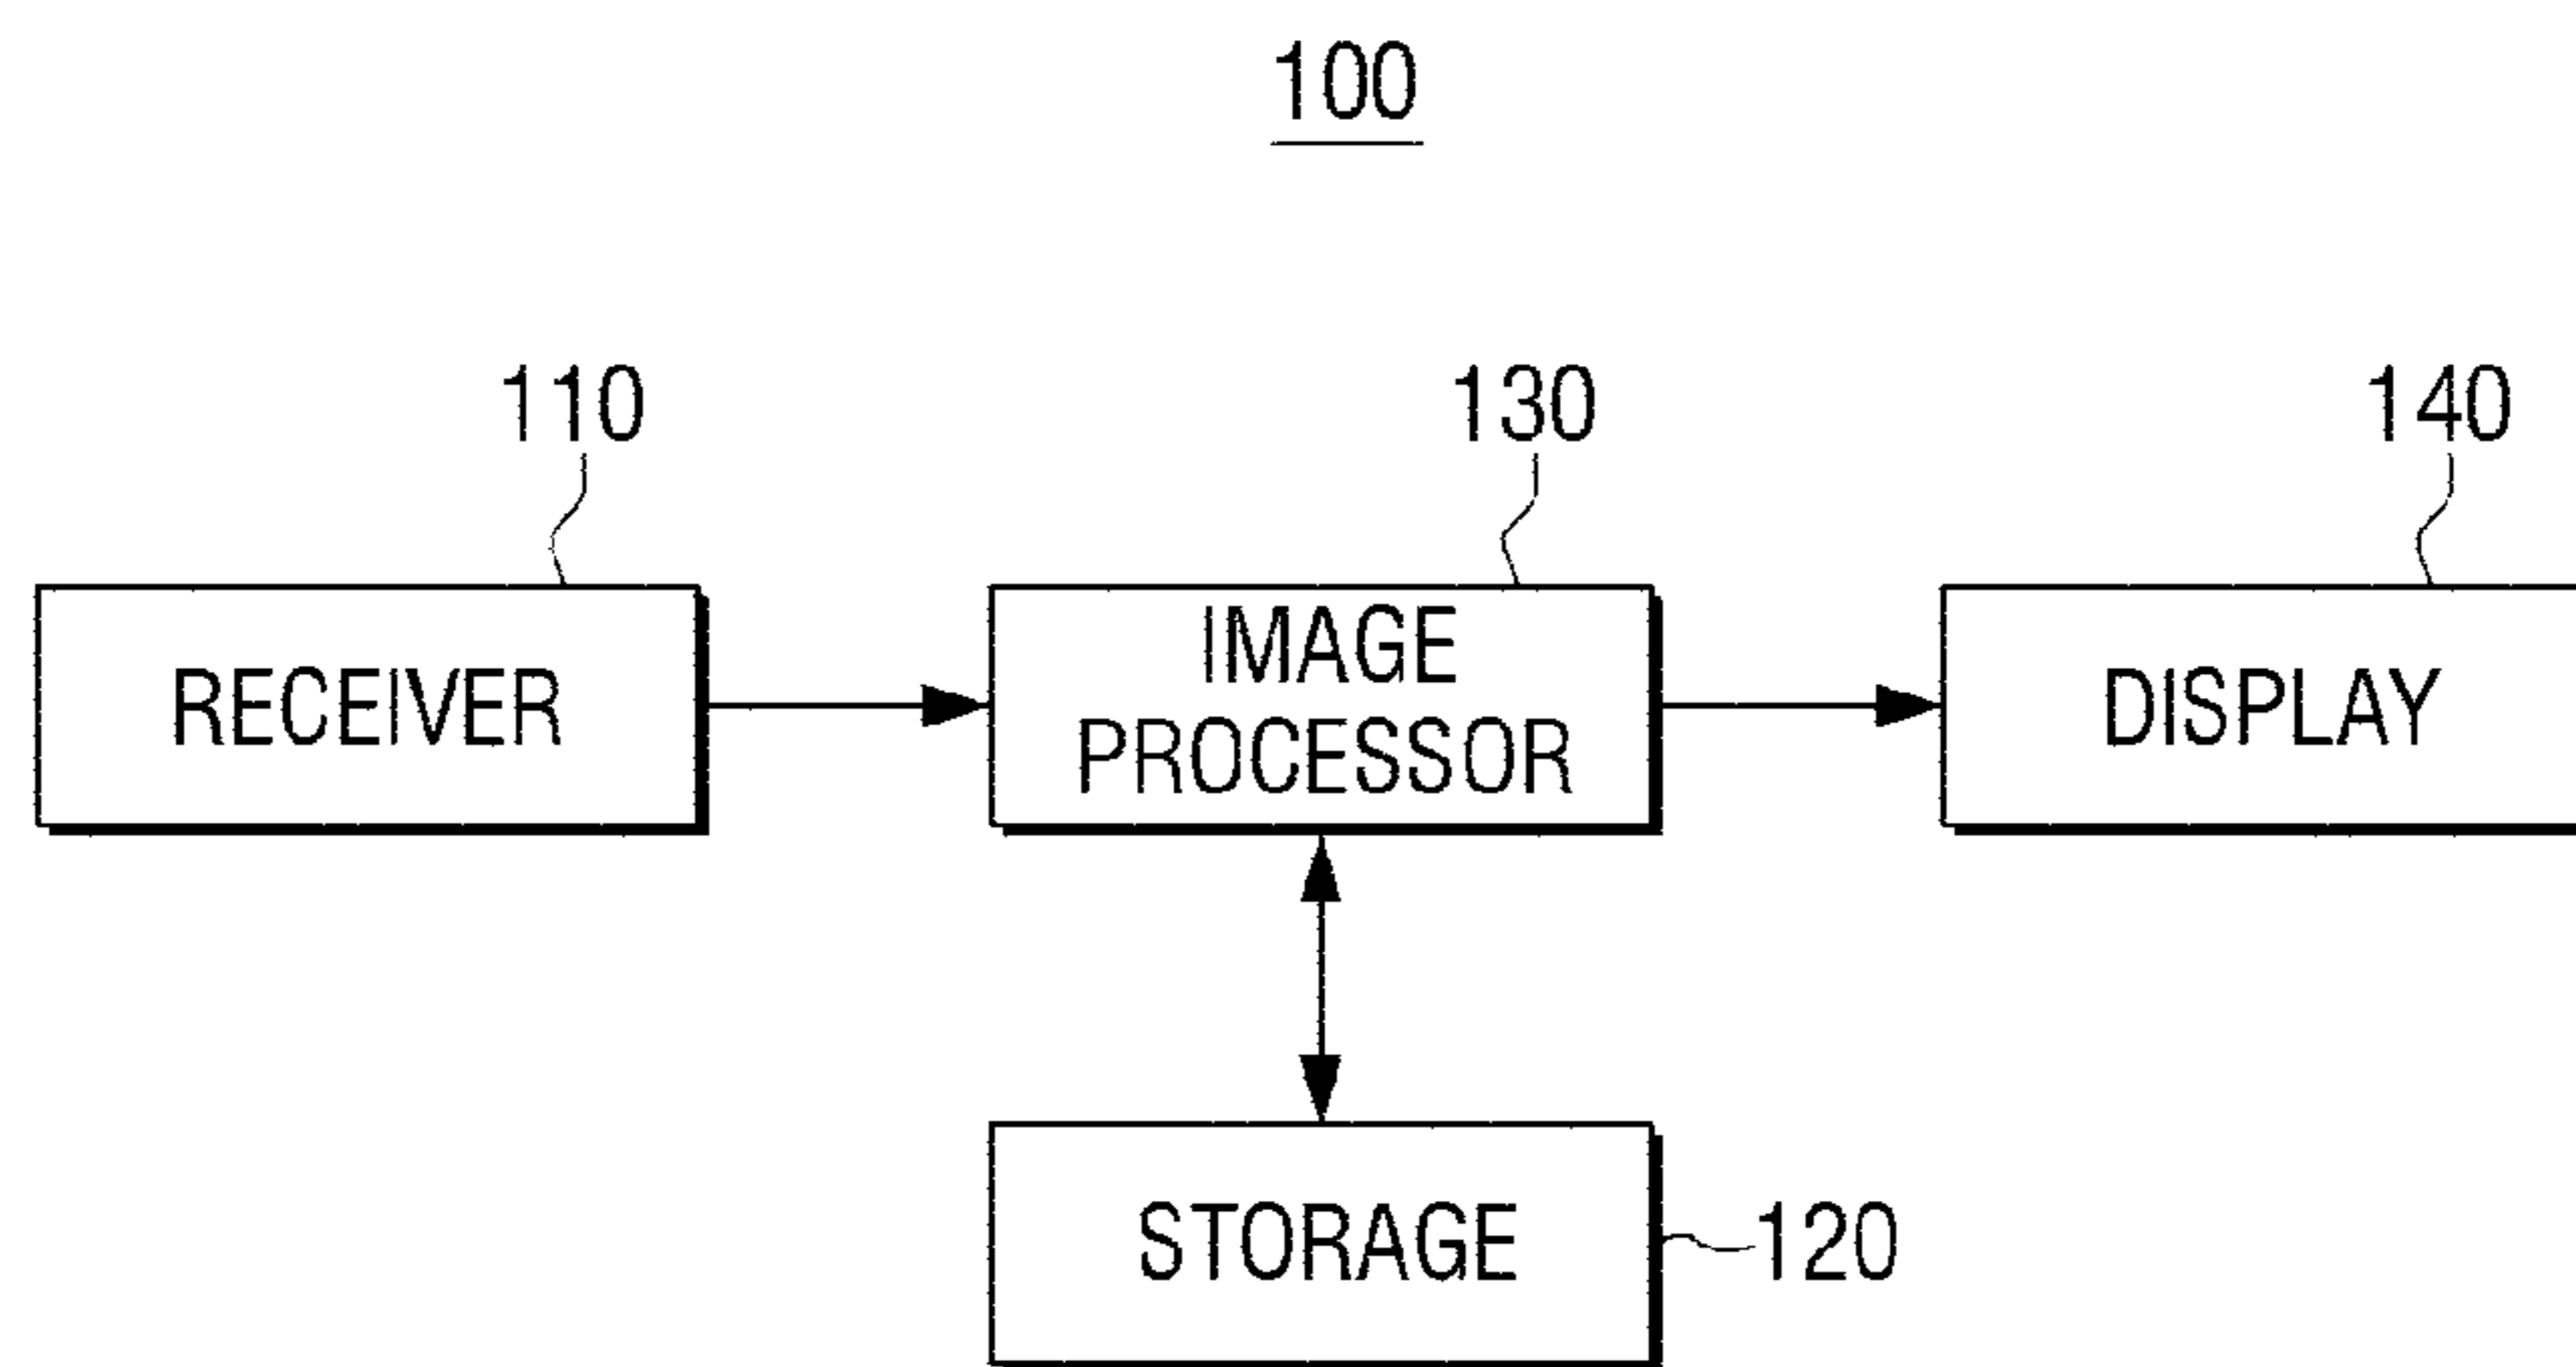 100
110
130
140
RECEIVER
IMAGE
PROCESSOR
DISPLAY
STORAGE
120